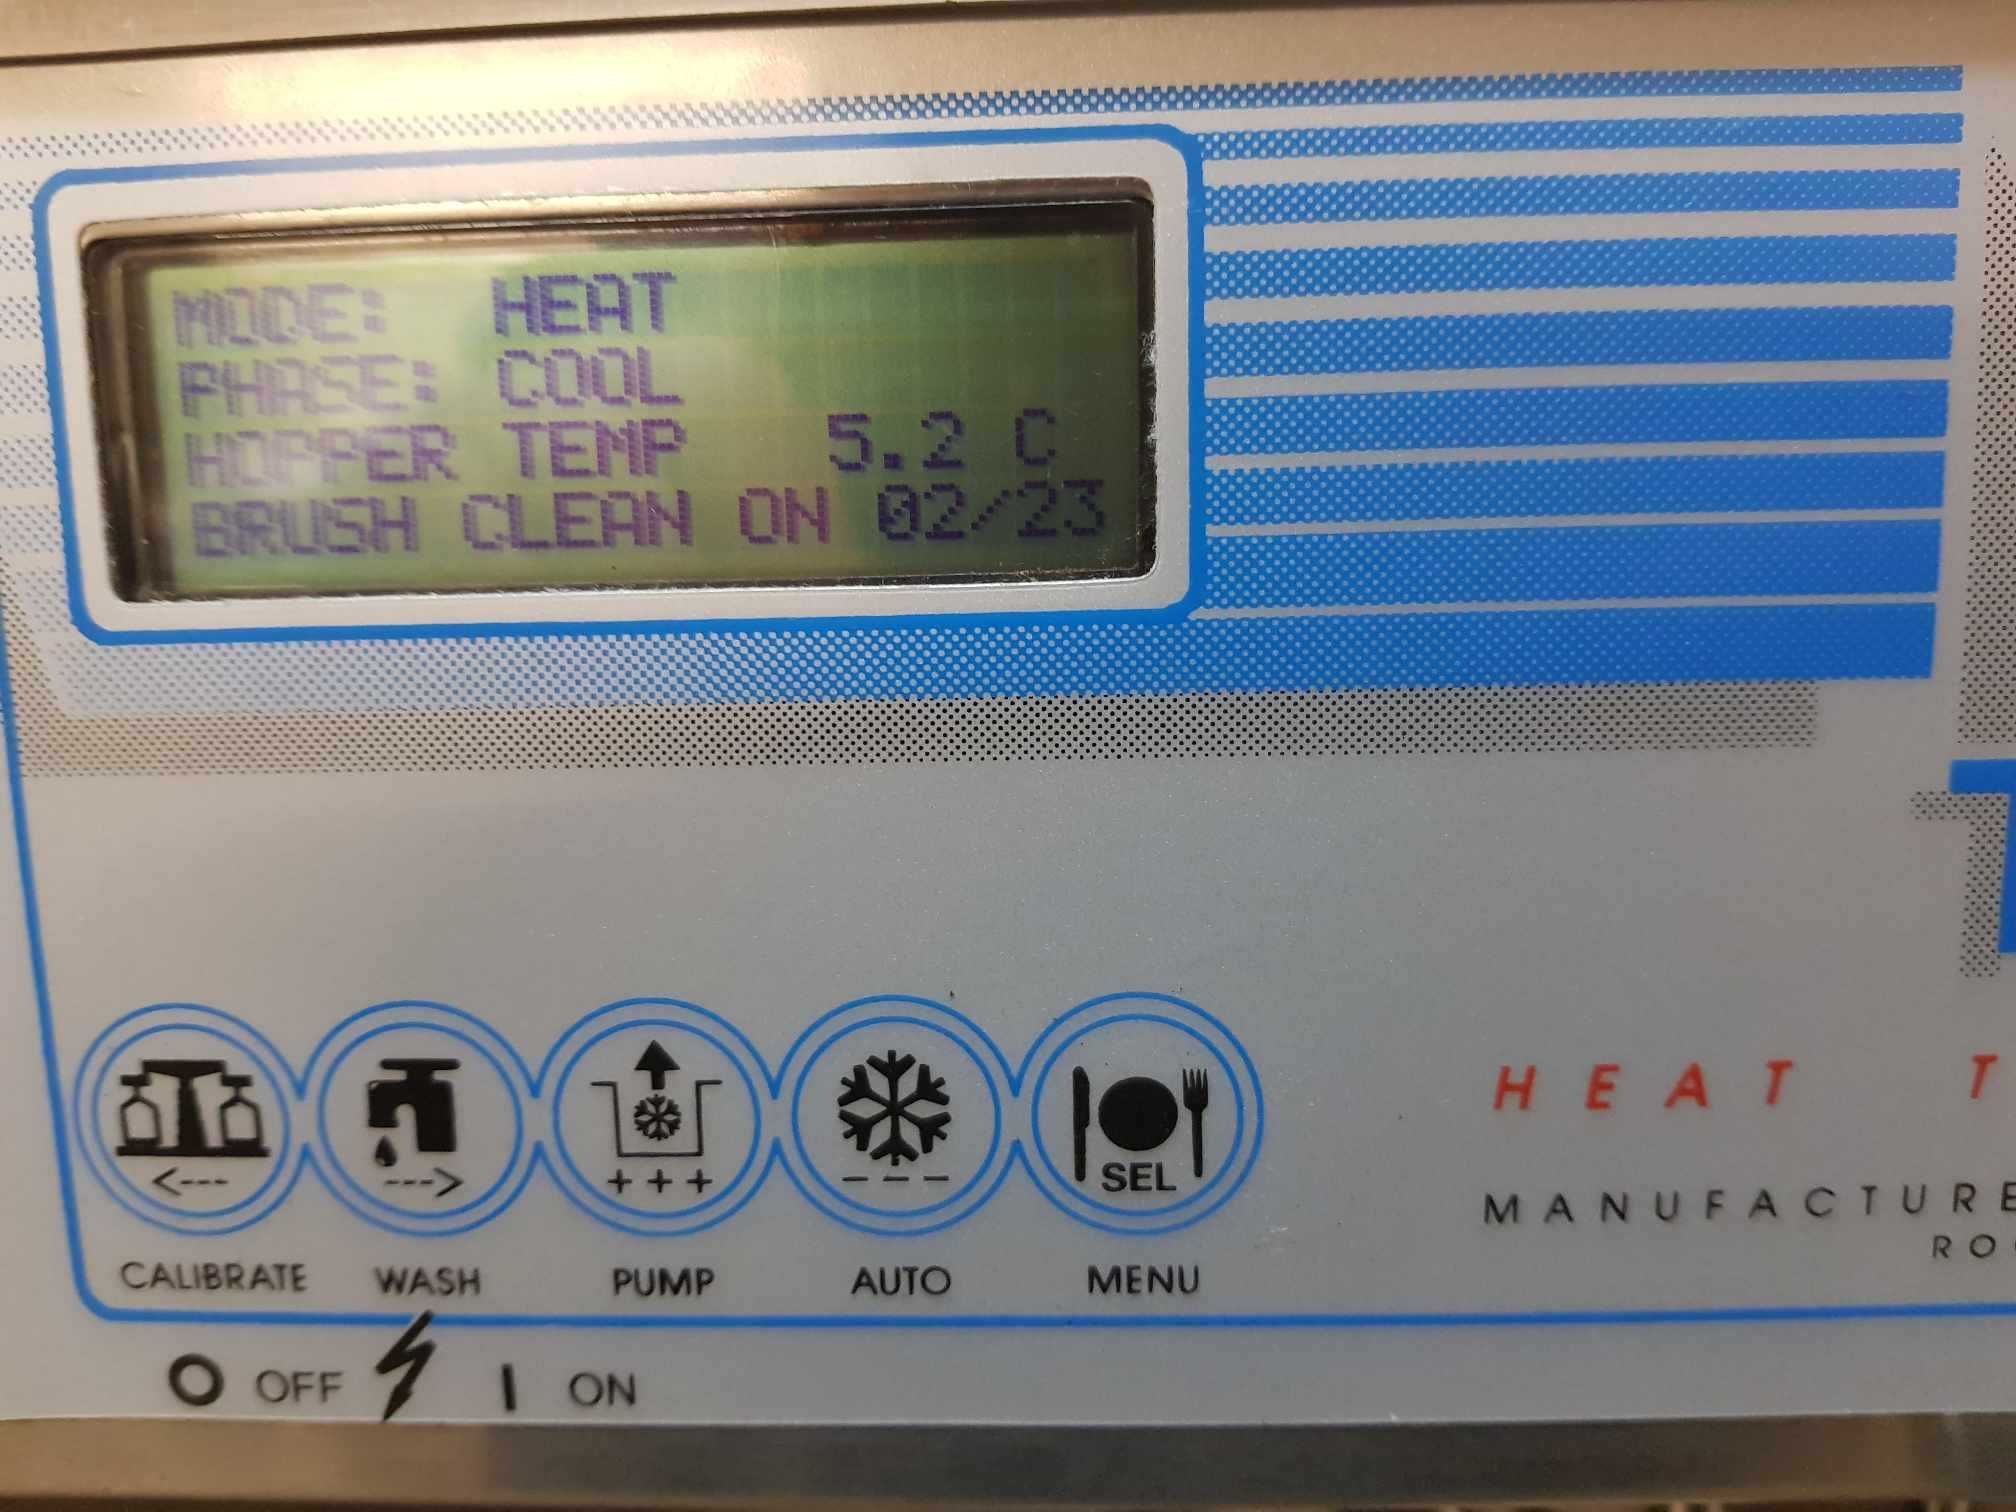 MODE: HEAT
PHASE: COOL
HOPPER TEMP 5.2 C
BRUSH CLEAN ON 02/23
<---
--->
+++
---
SEL
CALIBRATE WASH PUMP AUTO MENU
HEAT
O OFF I ON